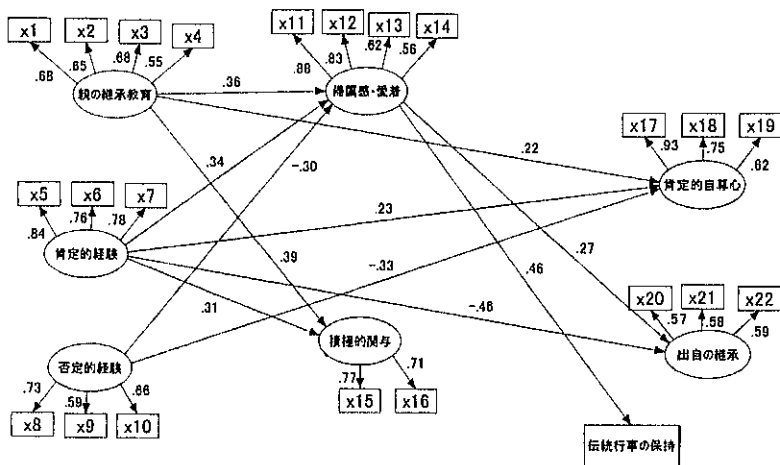 x1 x2 x3 x4
.68 .65 .68 .55
親の継承教育
x11 x12 x13 x14
.88 .83 .62 .56
帰属感・愛着
.36
.22
.34
-.30
x17 x18 x19
.93 .75 .62
肯定的自尊心
x5 x6 x7
.84 .76 .78
肯定的経験
.23
.39
-.33
.27
.46
.31
-.46
x20 x21 x22
.57 .58 .59
出自の継承
否定的経験
.73 .59 .66
x8 x9 x10
積極的関与
.77 .71
x15 x16
伝統行事の保持